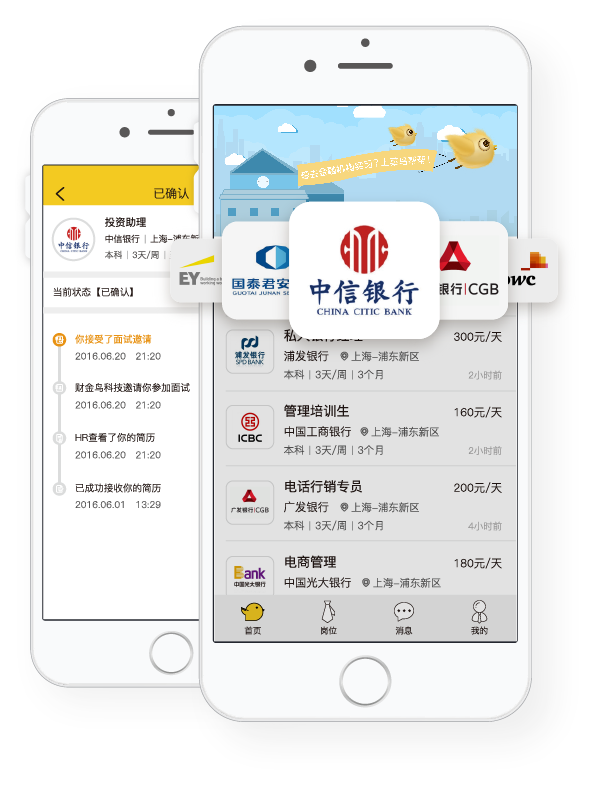 已确认
投资助理
中信银行 | 上海-浦东新
本科 | 3天/周 |
中信银行
CHINA CITIC BANK
当前状态【已确认】
你接受了面试邀请
2016.06.20 21:20
财金鸟科技邀请你参加面试
2016.06.20 21:20
HR查看了你的简历
2016.06.20 21:20
已成功接收你的简历
2016.06.01 13:29
EY
国泰君安
GUOTAI JUNAN
中信银行
CHINA CITIC BANK
银行 | CGB
pwc
300元/天
浦发银行
SPD BANK
浦发银行 上海-浦东新区
本科 | 3天/周 | 3个月
2小时前
ICBC
管理培训生
160元/天
中国工商银行 上海-浦东新区
本科 | 3天/周 | 3个月
2小时前
广发银行 | CGB
电话行销专员
200元/天
广发银行 上海-浦东新区
本科 | 3天/周 | 3个月
4小时前
Bank
中国光大银行
电商管理
180元/天
中国光大银行 上海-浦东新区
首页
岗位
消息
我的